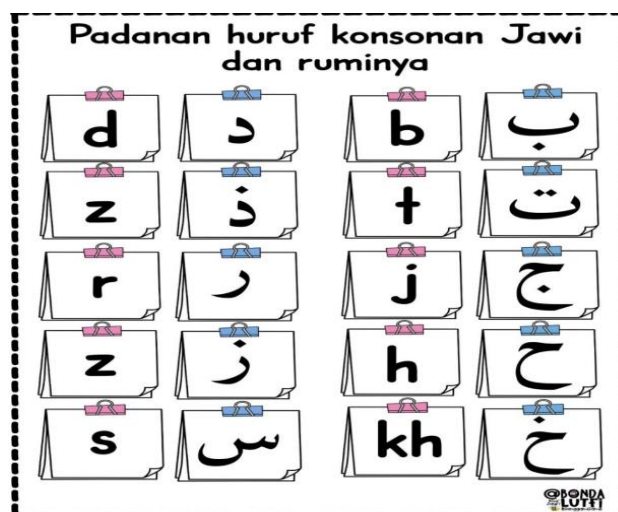 Padanan huruf konsonan Jawi
dan ruminya
d د b ب
z ذ t ت
r ر j ج
z ز h ح
s س kh خ
@BONDA
LUTFI